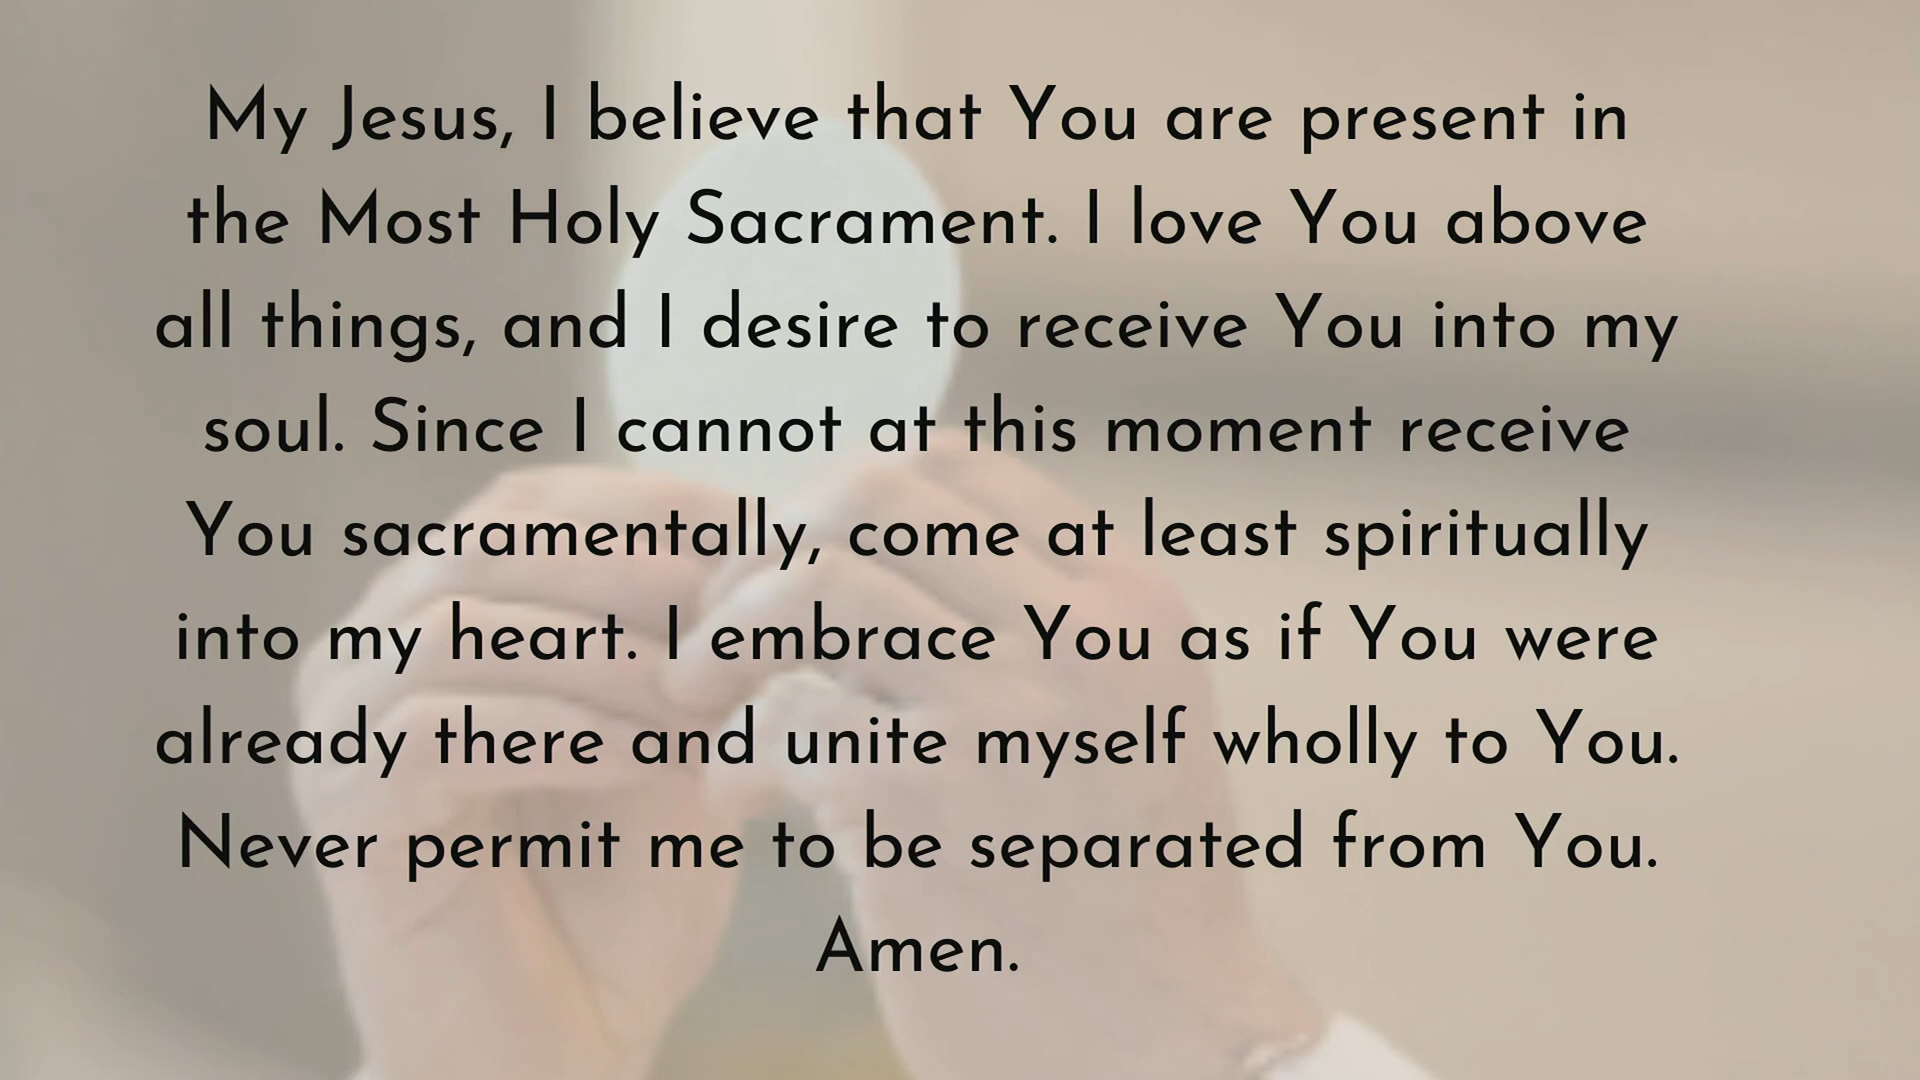 My Jesus, I believe that You are present in
the Most Holy Sacrament. I love You above
all things, and I desire to receive You into my
soul. Since I cannot at this moment receive
You sacramentally, come at least spiritually
into my heart. I embrace You as if You were
already there and unite myself wholly to You.
Never permit me to be separated from You.
Amen.